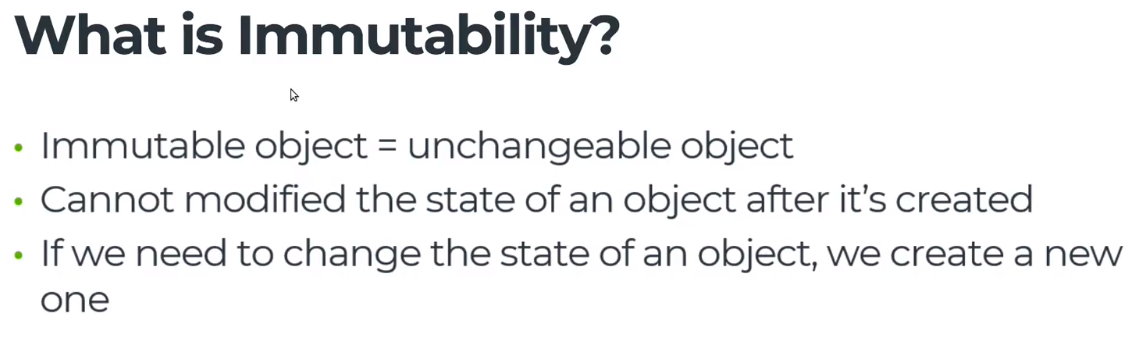 What is Immutability?
• Immutable object = unchangeable object
• Cannot modified the state of an object after it’s created
• If we need to change the state of an object, we create a new
one